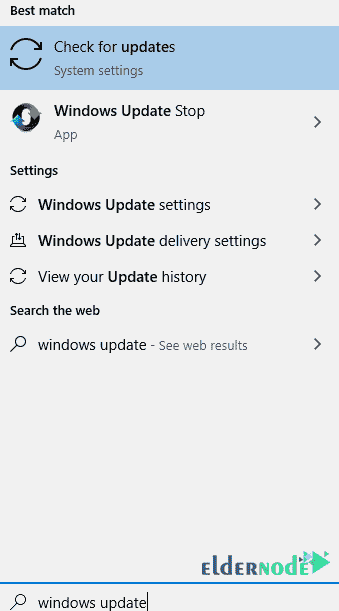 Best match
Check for updates
System settings
Windows Update Stop
App
Settings
Windows Update settings
Windows Update delivery settings
View your Update history
Search the web
windows update - See web results
ELDERNODE
windows update